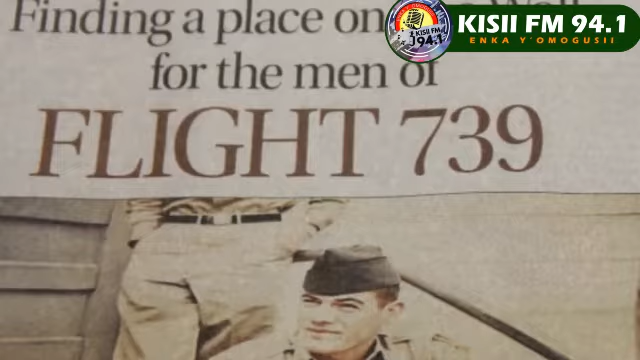 Finding a place on
for the men of
FLIGHT 739
KISII FM 94.1
ENKA Y'OMOGUSII
KISII FM
94.1